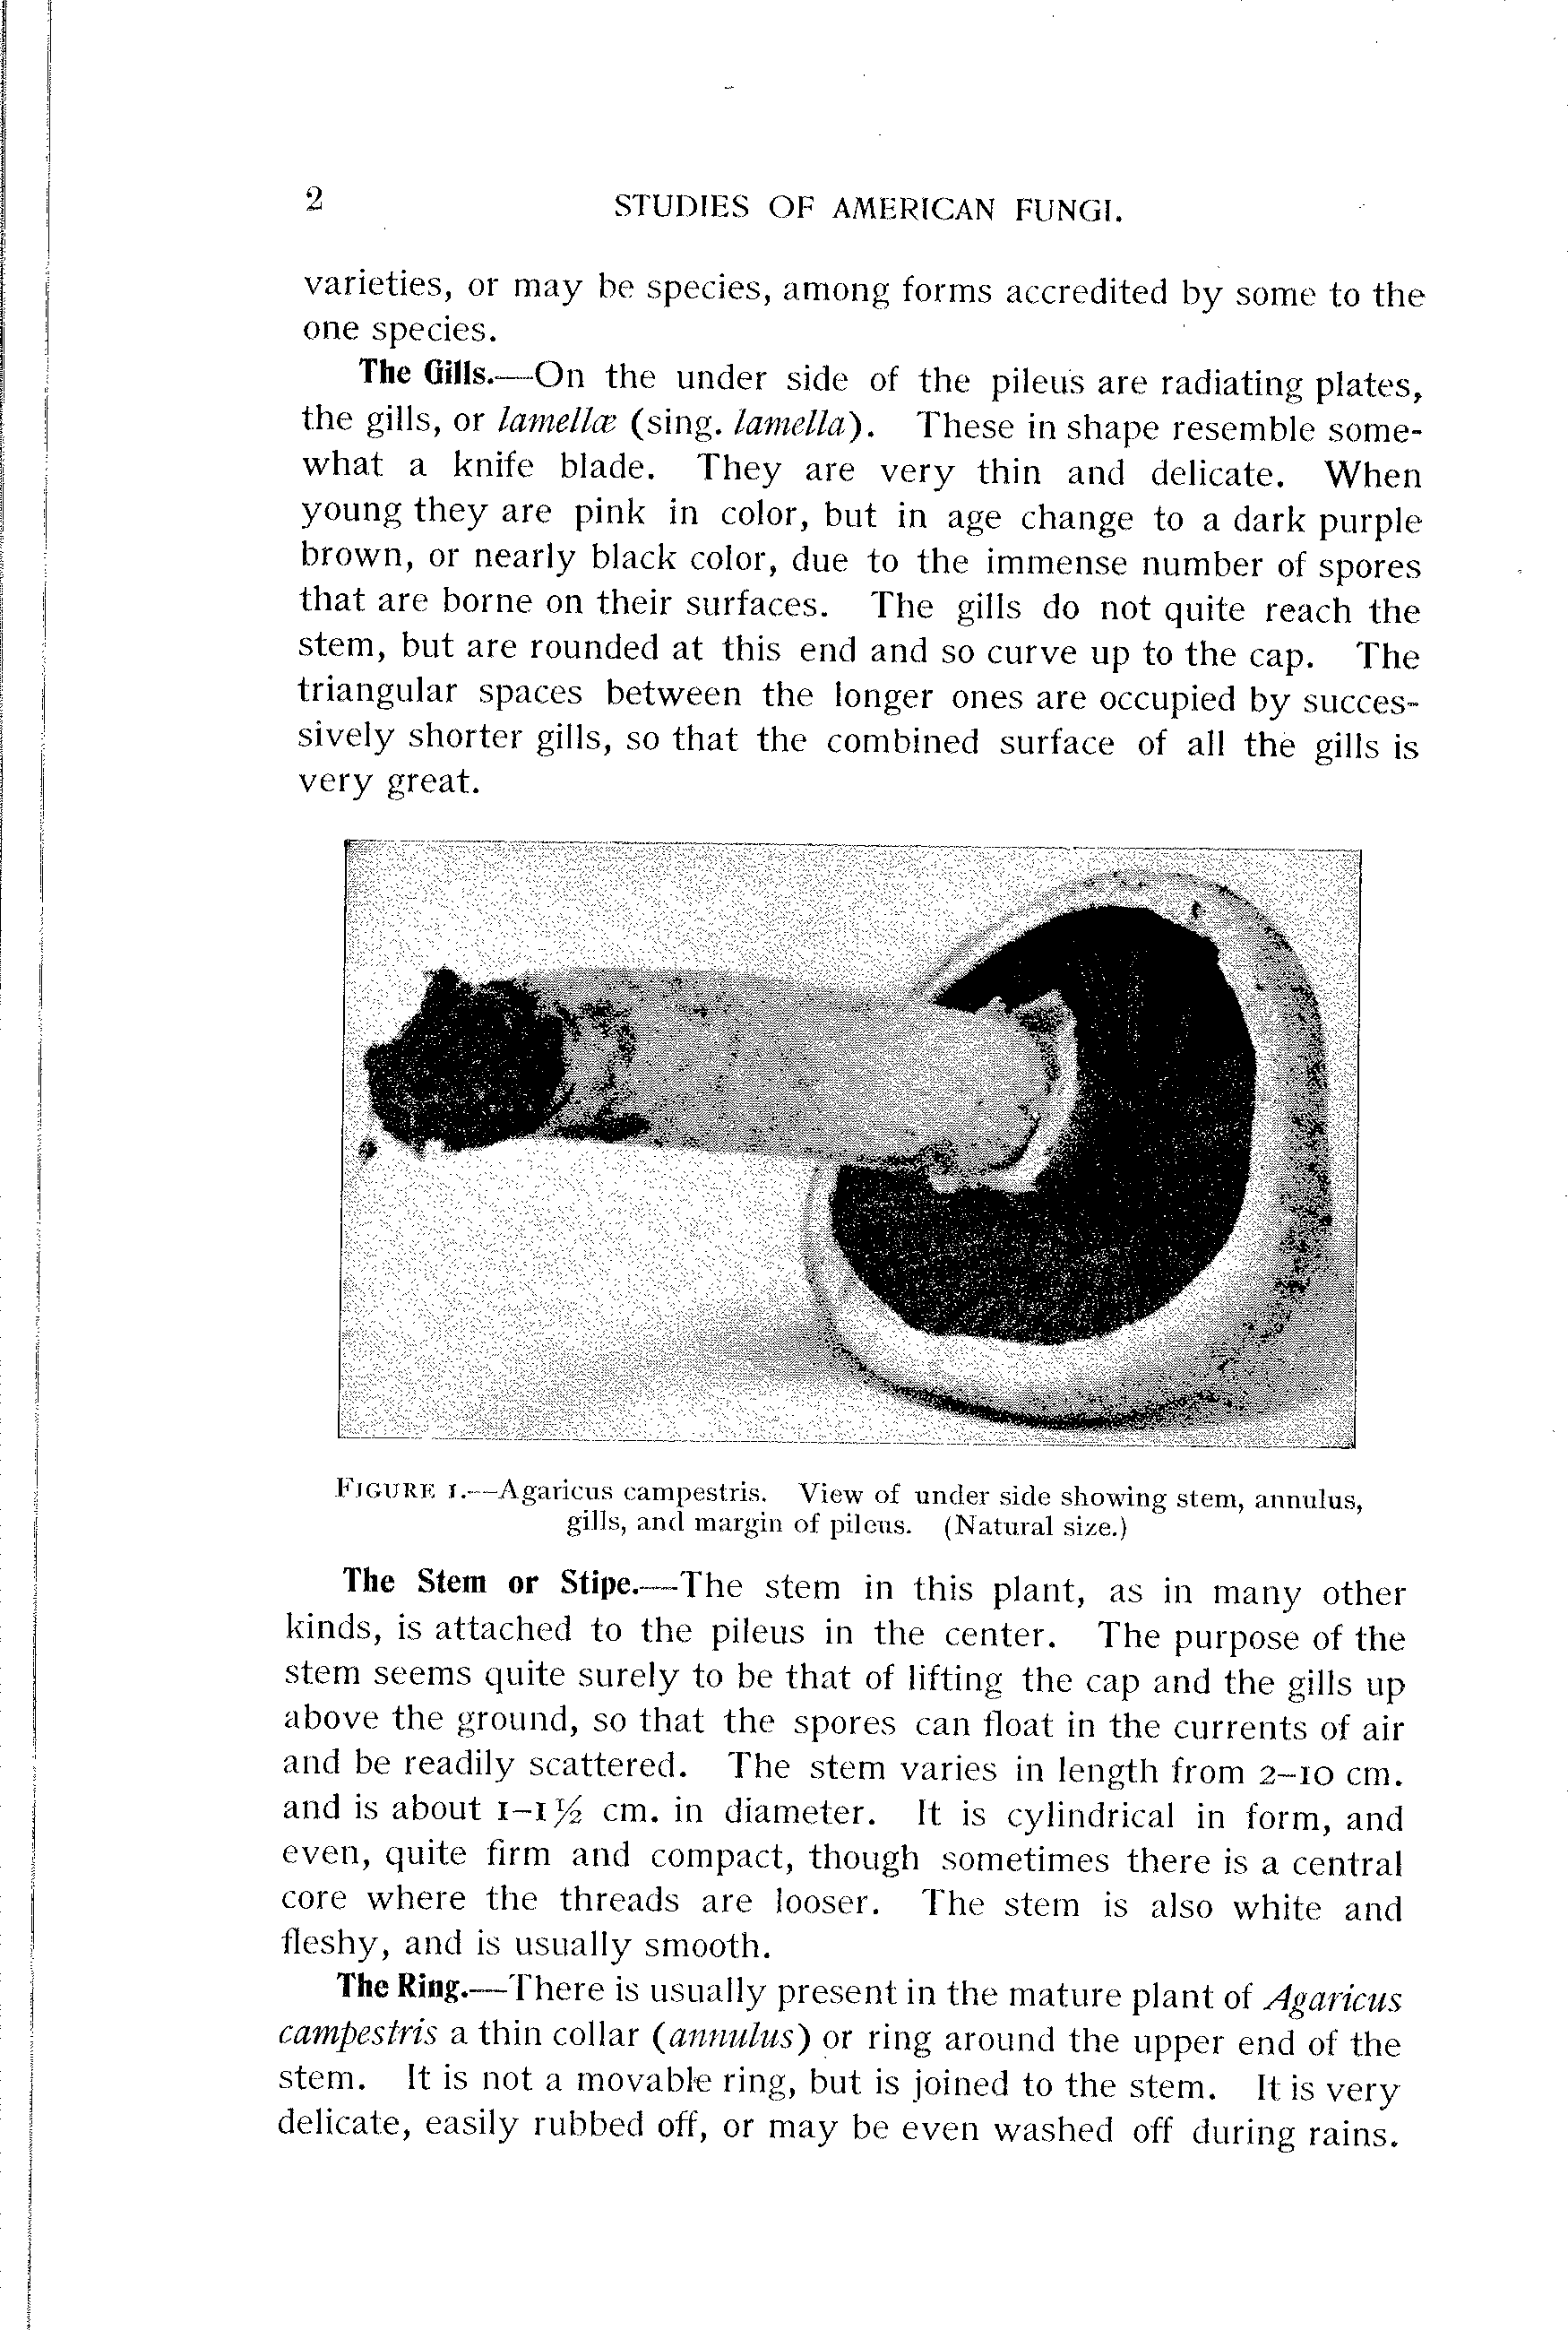 2 STUDIES OF AMERICAN FUNGI.
varieties, or may be species, among forms accredited by some to the
one species.
The Gills.—On the under side of the pileus are radiating plates,
the gills, or lamellæ (sing. lamella). These in shape resemble some-
what a knife blade. They are very thin and delicate. When
young they are pink in color, but in age change to a dark purple
brown, or nearly black color, due to the immense number of spores
that are borne on their surfaces. The gills do not quite reach the
stem, but are rounded at this end and so curve up to the cap. The
triangular spaces between the longer ones are occupied by succes-
sively shorter gills, so that the combined surface of all the gills is
very great.
FIGURE 1.—Agaricus campestris. View of under side showing stem, annulus,
gills, and margin of pileus. (Natural size.)
The Stem or Stipe.—The stem in this plant, as in many other
kinds, is attached to the pileus in the center. The purpose of the
stem seems quite surely to be that of lifting the cap and the gills up
above the ground, so that the spores can float in the currents of air
and be readily scattered. The stem varies in length from 2–10 cm.
and is about 1–1½ cm. in diameter. It is cylindrical in form, and
even, quite firm and compact, though sometimes there is a central
core where the threads are looser. The stem is also white and
fleshy, and is usually smooth.
The Ring.—There is usually present in the mature plant of Agaricus
campestris a thin collar (annulus) or ring around the upper end of the
stem. It is not a movable ring, but is joined to the stem. It is very
delicate, easily rubbed off, or may be even washed off during rains.